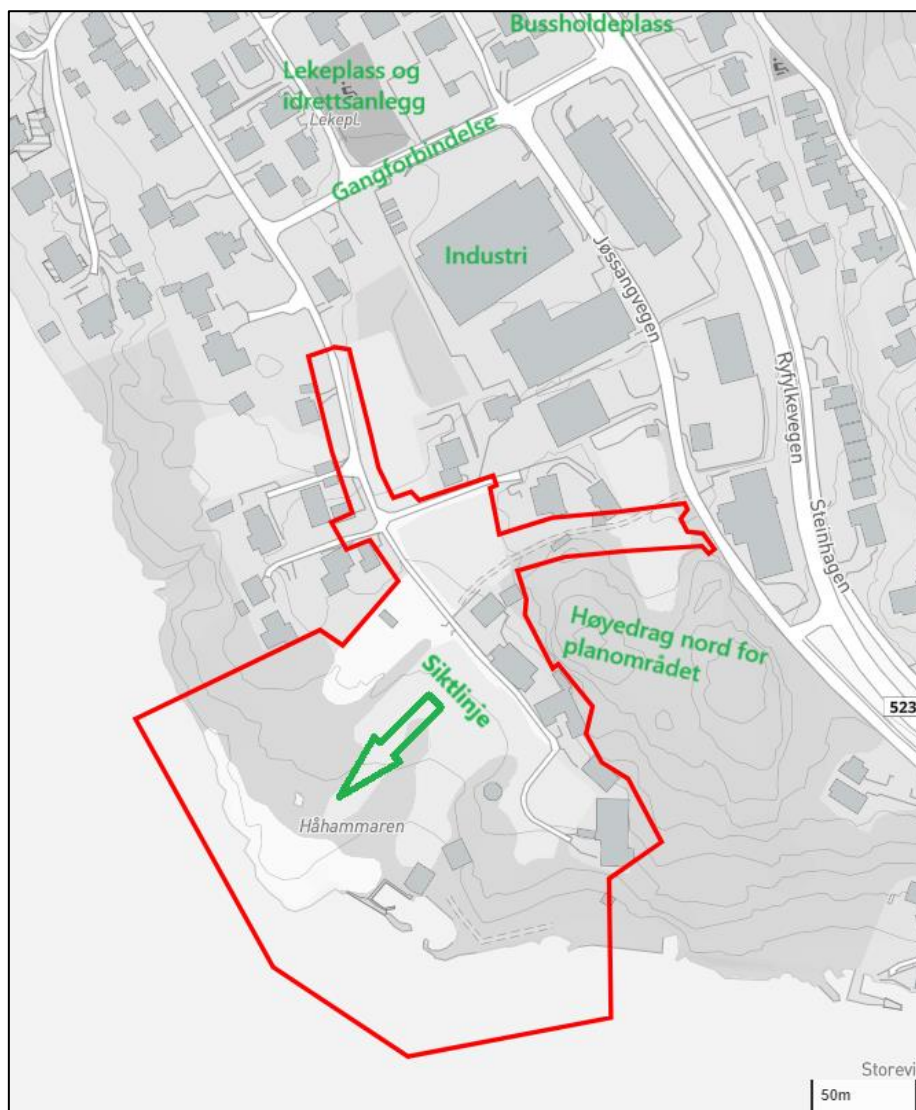 Bussholdeplass
Lekeplass og
idrettsanlegg
Lekepl.
Gangforbindelse
Industri
Jøssangvegen
Ryfylkevegen
Steinhagen
Høyedrag nord for
planområdet
Siktlinje
523
Håhammaren
Storevi
50m